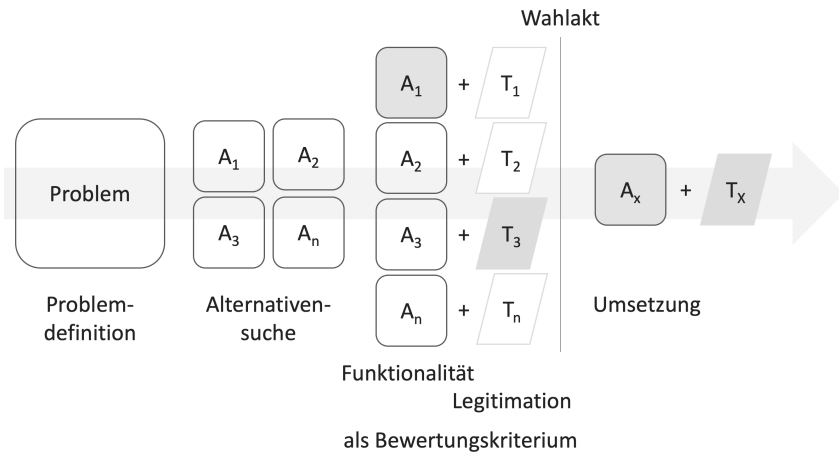 Wahlakt
Problem
A1 A2
A3 An
A1 + T1
A2 + T2
A3 + T3
An + Tn
Ax + TX
Problem-
definition
Alternativen-
suche
Umsetzung
Funktionalität
Legitimation
als Bewertungskriterium